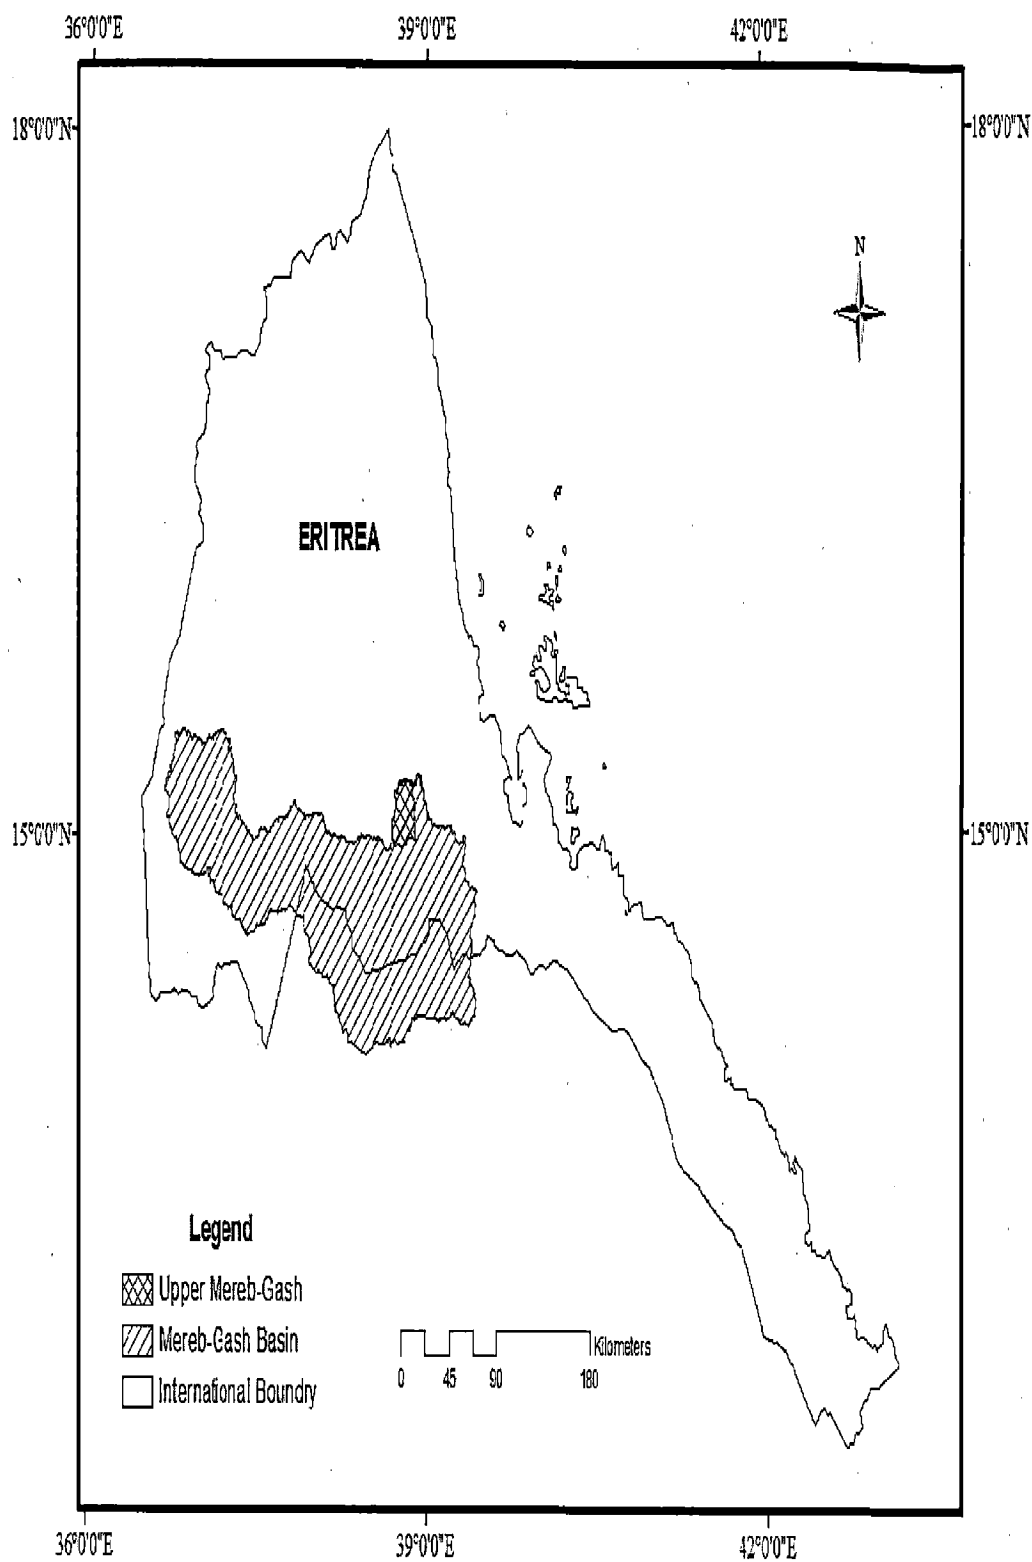 36°0'0"E 39°0'0"E 42°0'0"E
18°0'0"N 18°0'0"N
N
ERITREA
15°0'0"N 15°0'0"N
Legend
Upper Mereb-Gash
Mereb-Gash Basin
International Boundry
Kilometers
0 45 90 180
36°0'0"E 39°0'0"E 42°0'0"E